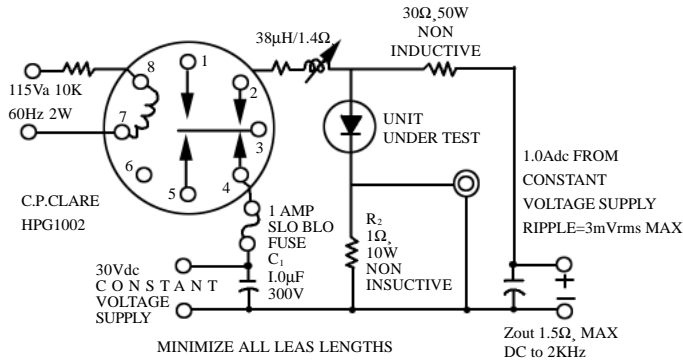 38μH/1.4Ω
30Ω,50W
NON
INDUCTIVE
8
1
2
115Va 10K
60Hz 2W
7
3
UNIT
UNDER TEST
6
5
4
C.P.CLARE
HPG1002
1.0Adc FROM
CONSTANT
VOLTAGE SUPPLY
RIPPLE=3mVrms MAX
1 AMP
SLO BLO
FUSE
C1
I.0μF
300V
R2
1Ω,
10W
NON
INSUCTIVE
30Vdc
CONSTANT
VOLTAGE
SUPPLY
+
−
MINIMIZE ALL LEAS LENGTHS
Zout 1.5Ω, MAX
DC to 2KHz